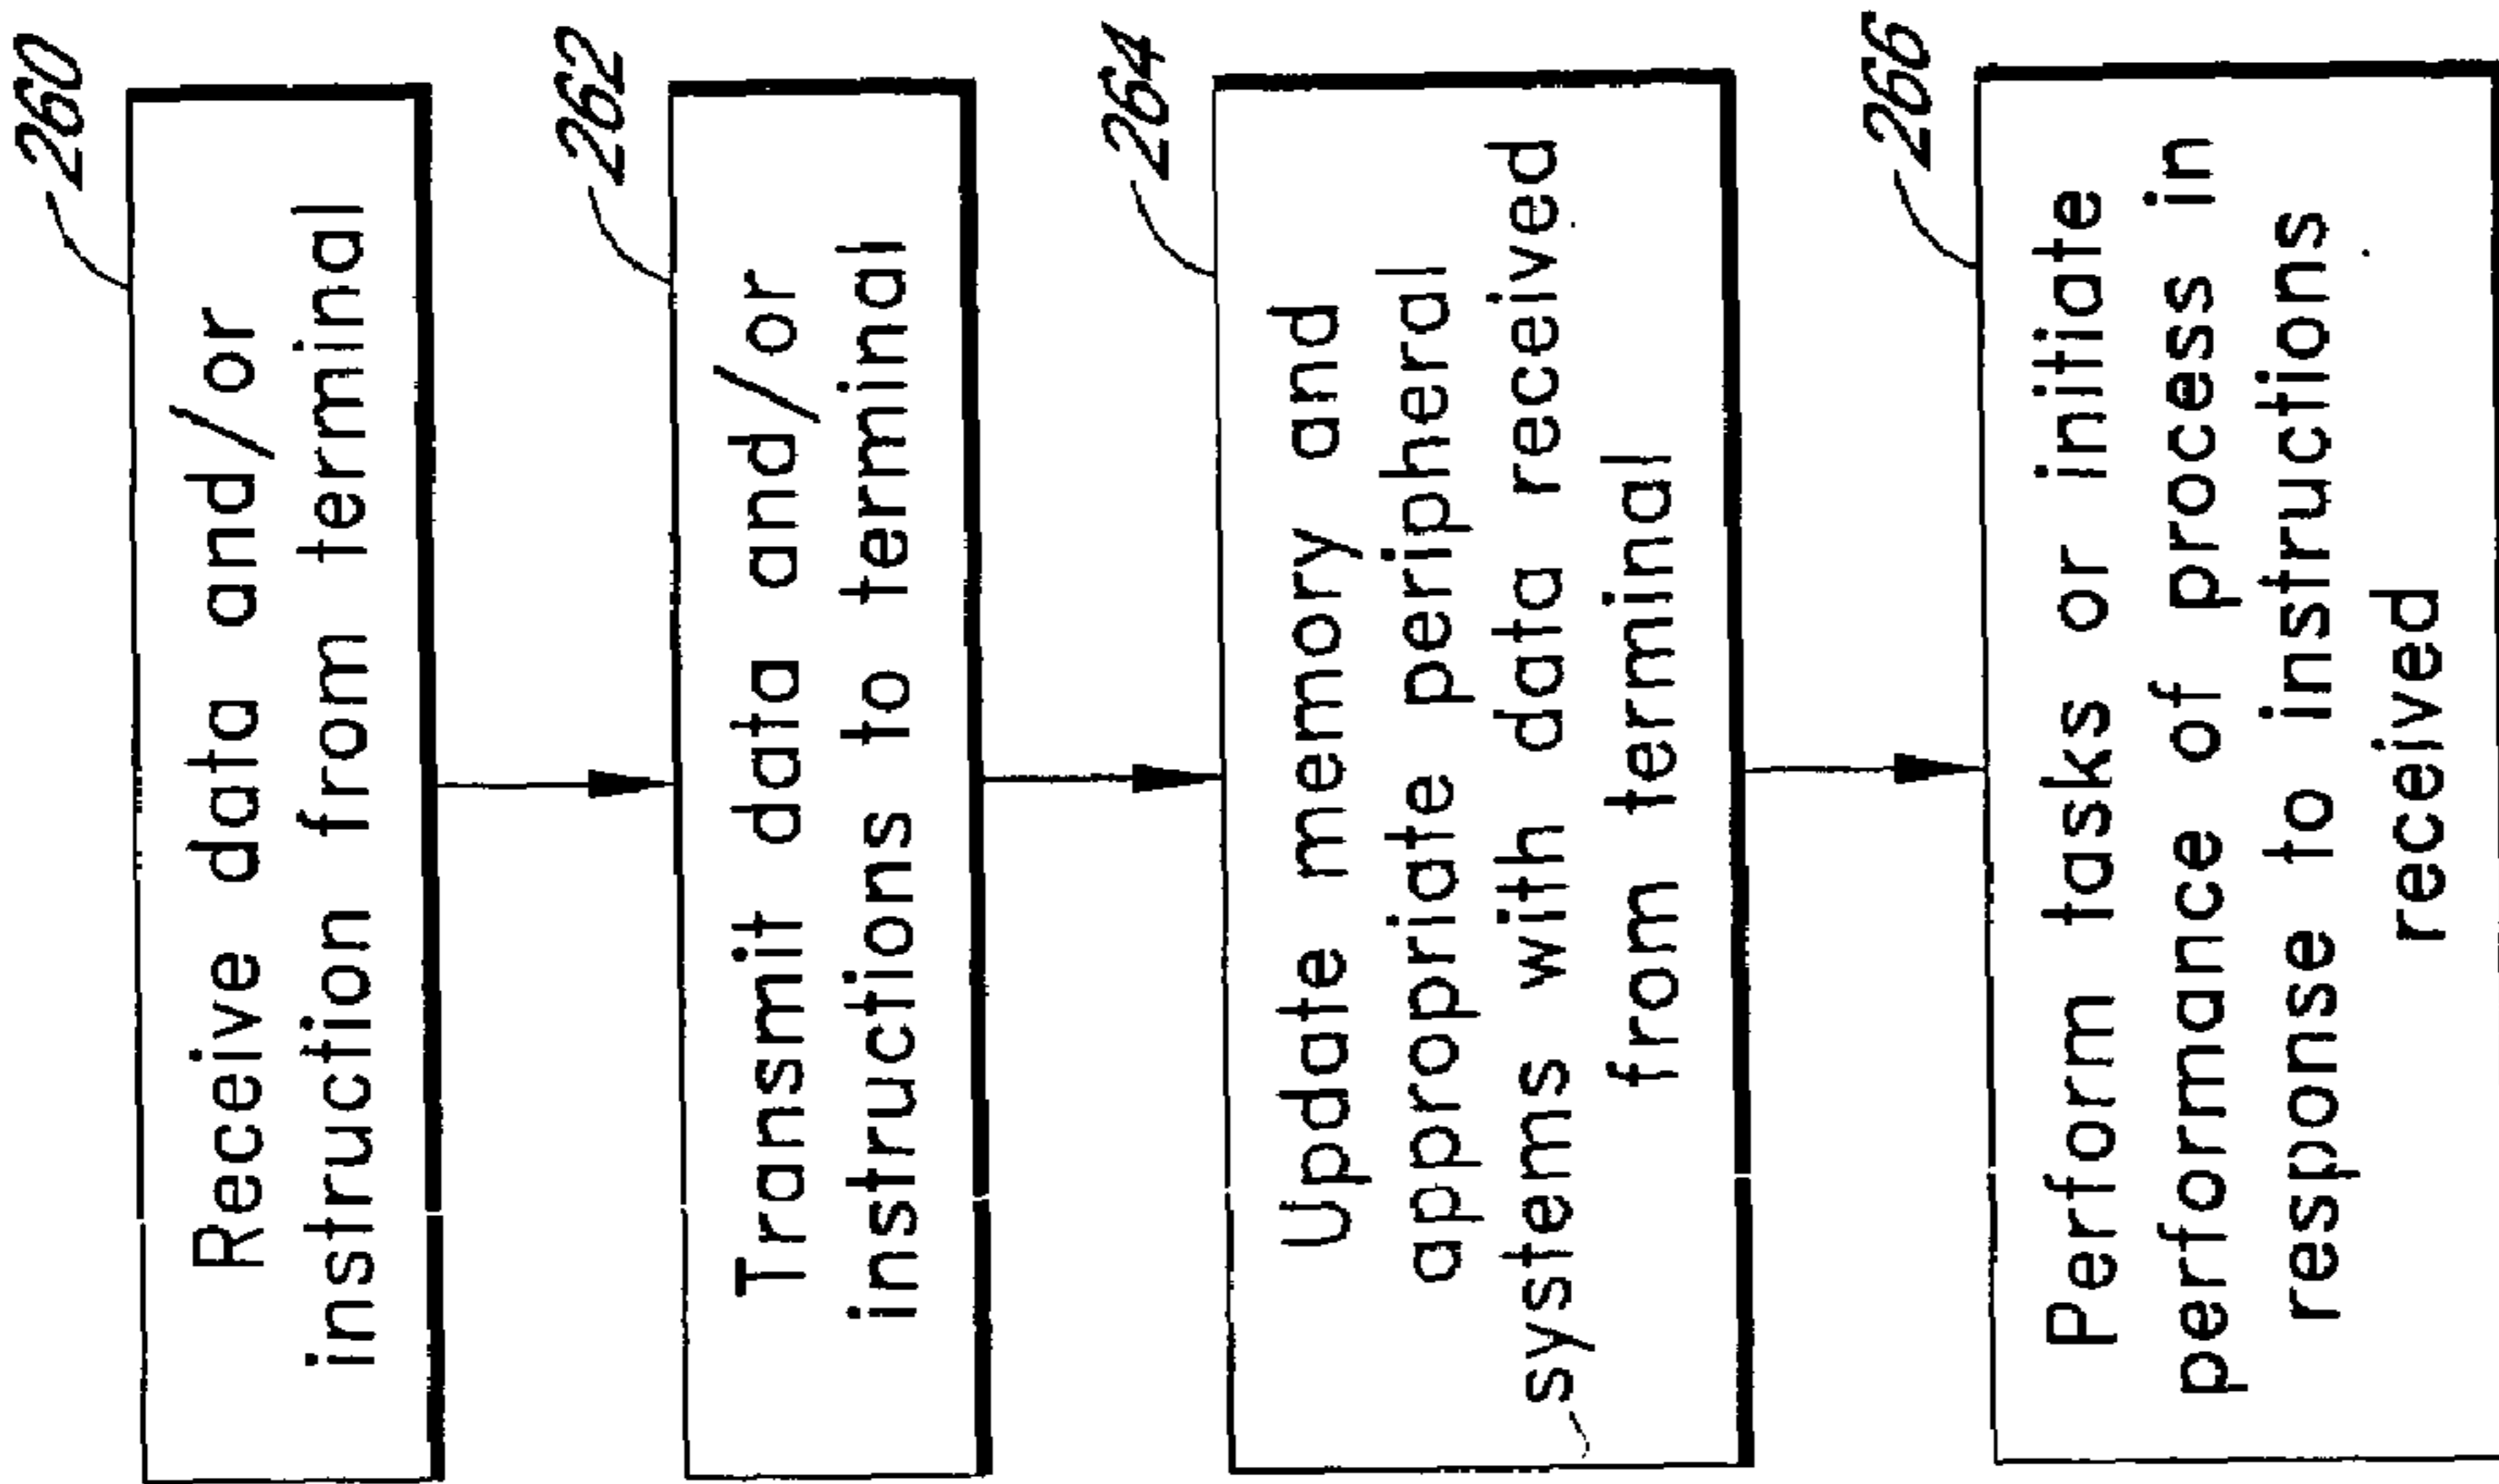 260
Receive data and/or
instruction from terminal
262
Transmit data and/or
instructions to terminal
264
Update memory and
appropriate peripheral
systems with data received
from terminal
266
Perform tasks or initiate
performance of process in
response to instructions
received